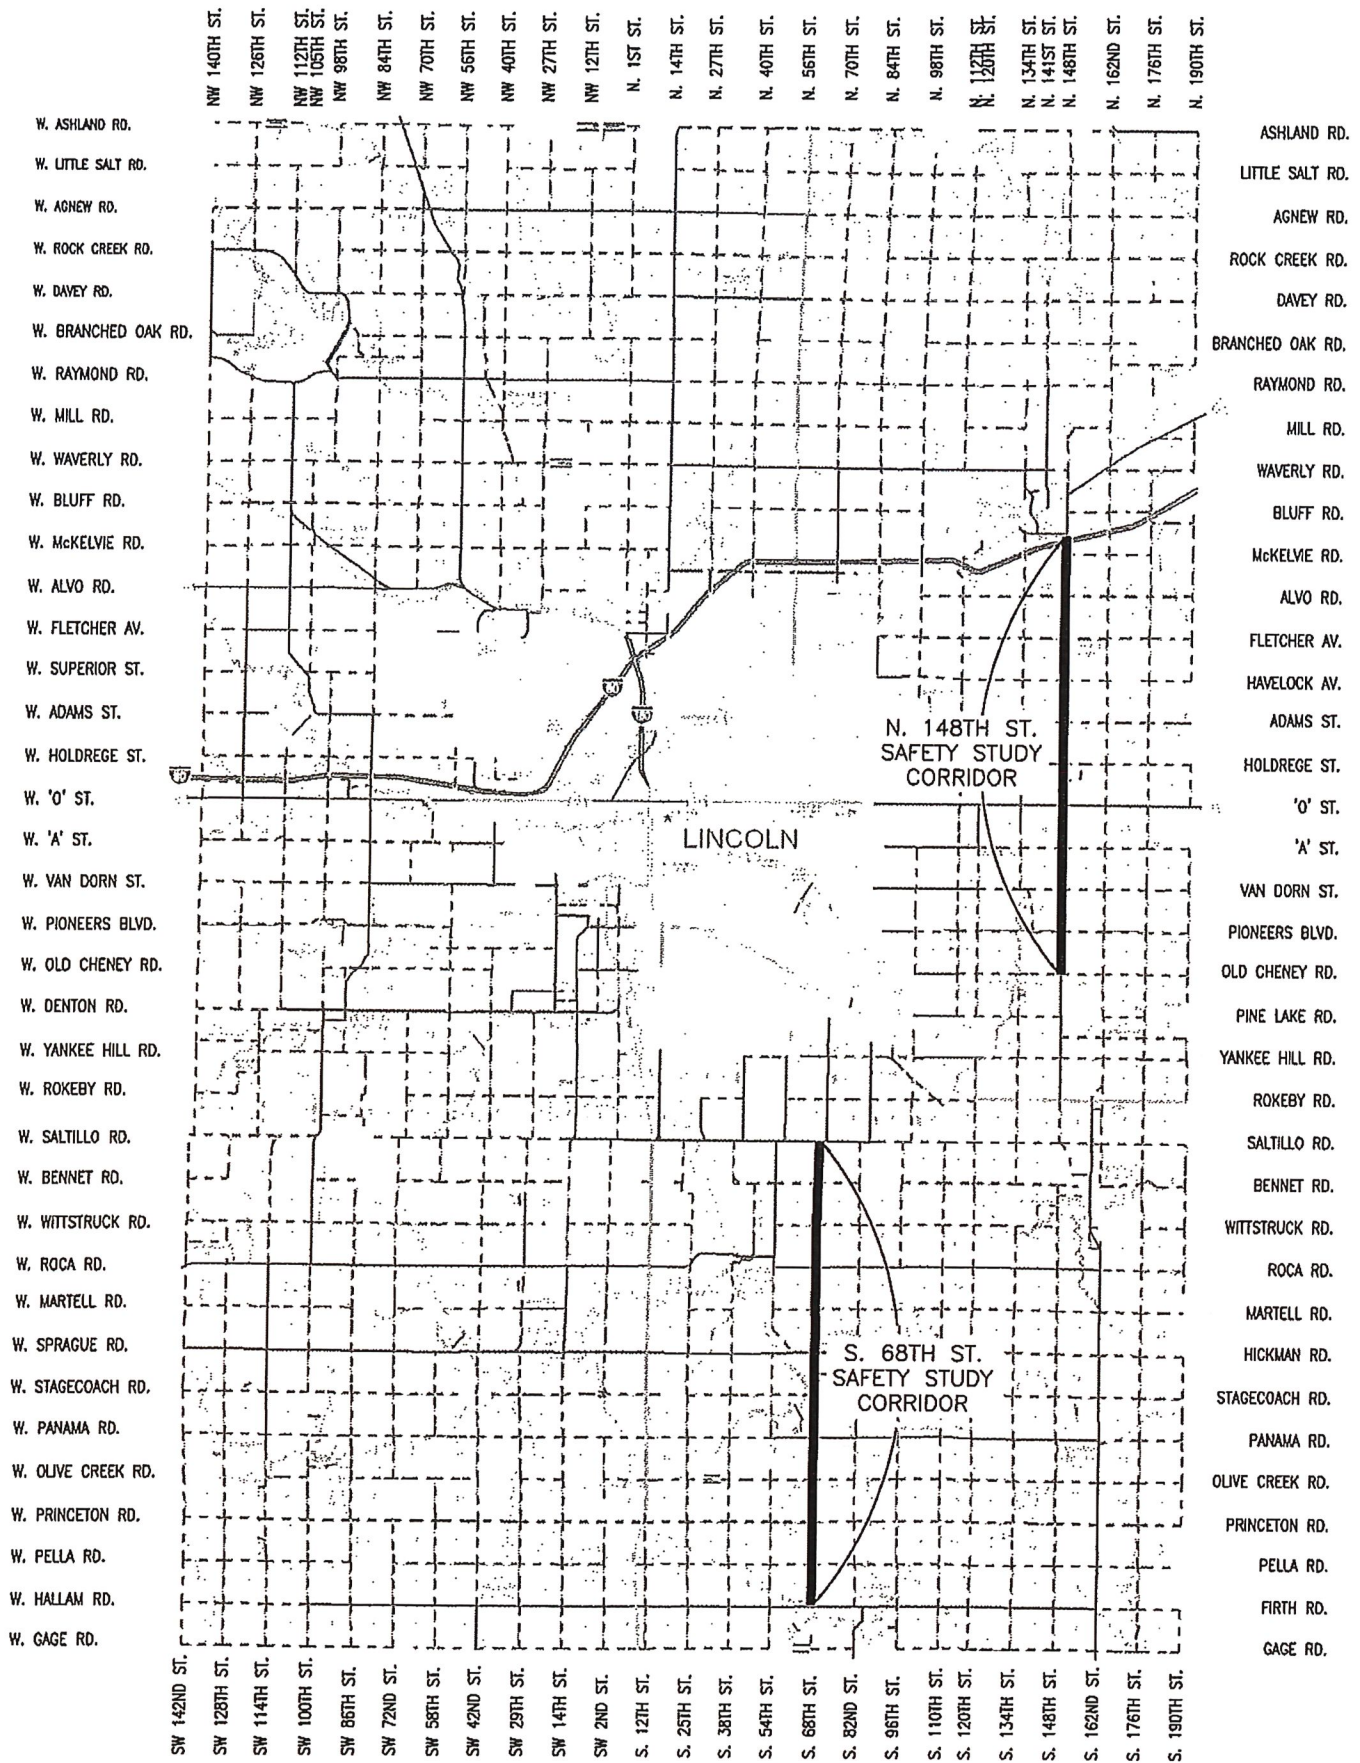 NW 140TH ST.
NW 126TH ST.
NW 112TH ST.
NW 105TH ST.
NW 98TH ST.
NW 84TH ST.
NW 70TH ST.
NW 56TH ST.
NW 40TH ST.
NW 27TH ST.
NW 12TH ST.
N. 1ST ST.
N. 14TH ST.
N. 27TH ST.
N. 40TH ST.
N. 56TH ST.
N. 70TH ST.
N. 84TH ST.
N. 98TH ST.
N. 112TH ST.
N. 120TH ST.
N. 134TH ST.
N. 141ST ST.
N. 148TH ST.
N. 162ND ST.
N. 176TH ST.
N. 190TH ST.
W. ASHLAND RD.
W. LITTLE SALT RD.
W. AGNEW RD.
W. ROCK CREEK RD.
W. DAVEY RD.
W. BRANCHED OAK RD.
W. RAYMOND RD.
W. MILL RD.
W. WAVERLY RD.
W. BLUFF RD.
W. McKELVIE RD.
W. ALVO RD.
W. FLETCHER AV.
W. SUPERIOR ST.
W. ADAMS ST.
W. HOLDREGE ST.
W. 'O' ST.
W. 'A' ST.
W. VAN DORN ST.
W. PIONEERS BLVD.
W. OLD CHENEY RD.
W. DENTON RD.
W. YANKEE HILL RD.
W. ROKEBY RD.
W. SALTILLO RD.
W. BENNET RD.
W. WITTSTRUCK RD.
W. ROCA RD.
W. MARTELL RD.
W. SPRAGUE RD.
W. STAGECOACH RD.
W. PANAMA RD.
W. OLIVE CREEK RD.
W. PRINCETON RD.
W. PELLA RD.
W. HALLAM RD.
W. GAGE RD.
N. 148TH ST.
SAFETY STUDY
CORRIDOR
LINCOLN
S. 68TH ST.
SAFETY STUDY
CORRIDOR
ASHLAND RD.
LITTLE SALT RD.
AGNEW RD.
ROCK CREEK RD.
DAVEY RD.
BRANCHED OAK RD.
RAYMOND RD.
MILL RD.
WAVERLY RD.
BLUFF RD.
McKELVIE RD.
ALVO RD.
FLETCHER AV.
HAVELOCK AV.
ADAMS ST.
HOLDREGE ST.
'O' ST.
'A' ST.
VAN DORN ST.
PIONEERS BLVD.
OLD CHENEY RD.
PINE LAKE RD.
YANKEE HILL RD.
ROKEBY RD.
SALTILLO RD.
BENNET RD.
WITTSTRUCK RD.
ROCA RD.
MARTELL RD.
HICKMAN RD.
STAGECOACH RD.
PANAMA RD.
OLIVE CREEK RD.
PRINCETON RD.
PELLA RD.
FIRTH RD.
GAGE RD.
SW 142ND ST.
SW 128TH ST.
SW 114TH ST.
SW 100TH ST.
SW 86TH ST.
SW 72ND ST.
SW 58TH ST.
SW 42ND ST.
SW 29TH ST.
SW 14TH ST.
SW 2ND ST.
S. 12TH ST.
S. 25TH ST.
S. 38TH ST.
S. 54TH ST.
S. 68TH ST.
S. 82ND ST.
S. 96TH ST.
S. 110TH ST.
S. 120TH ST.
S. 134TH ST.
S. 148TH ST.
S. 162ND ST.
S. 176TH ST.
S. 190TH ST.